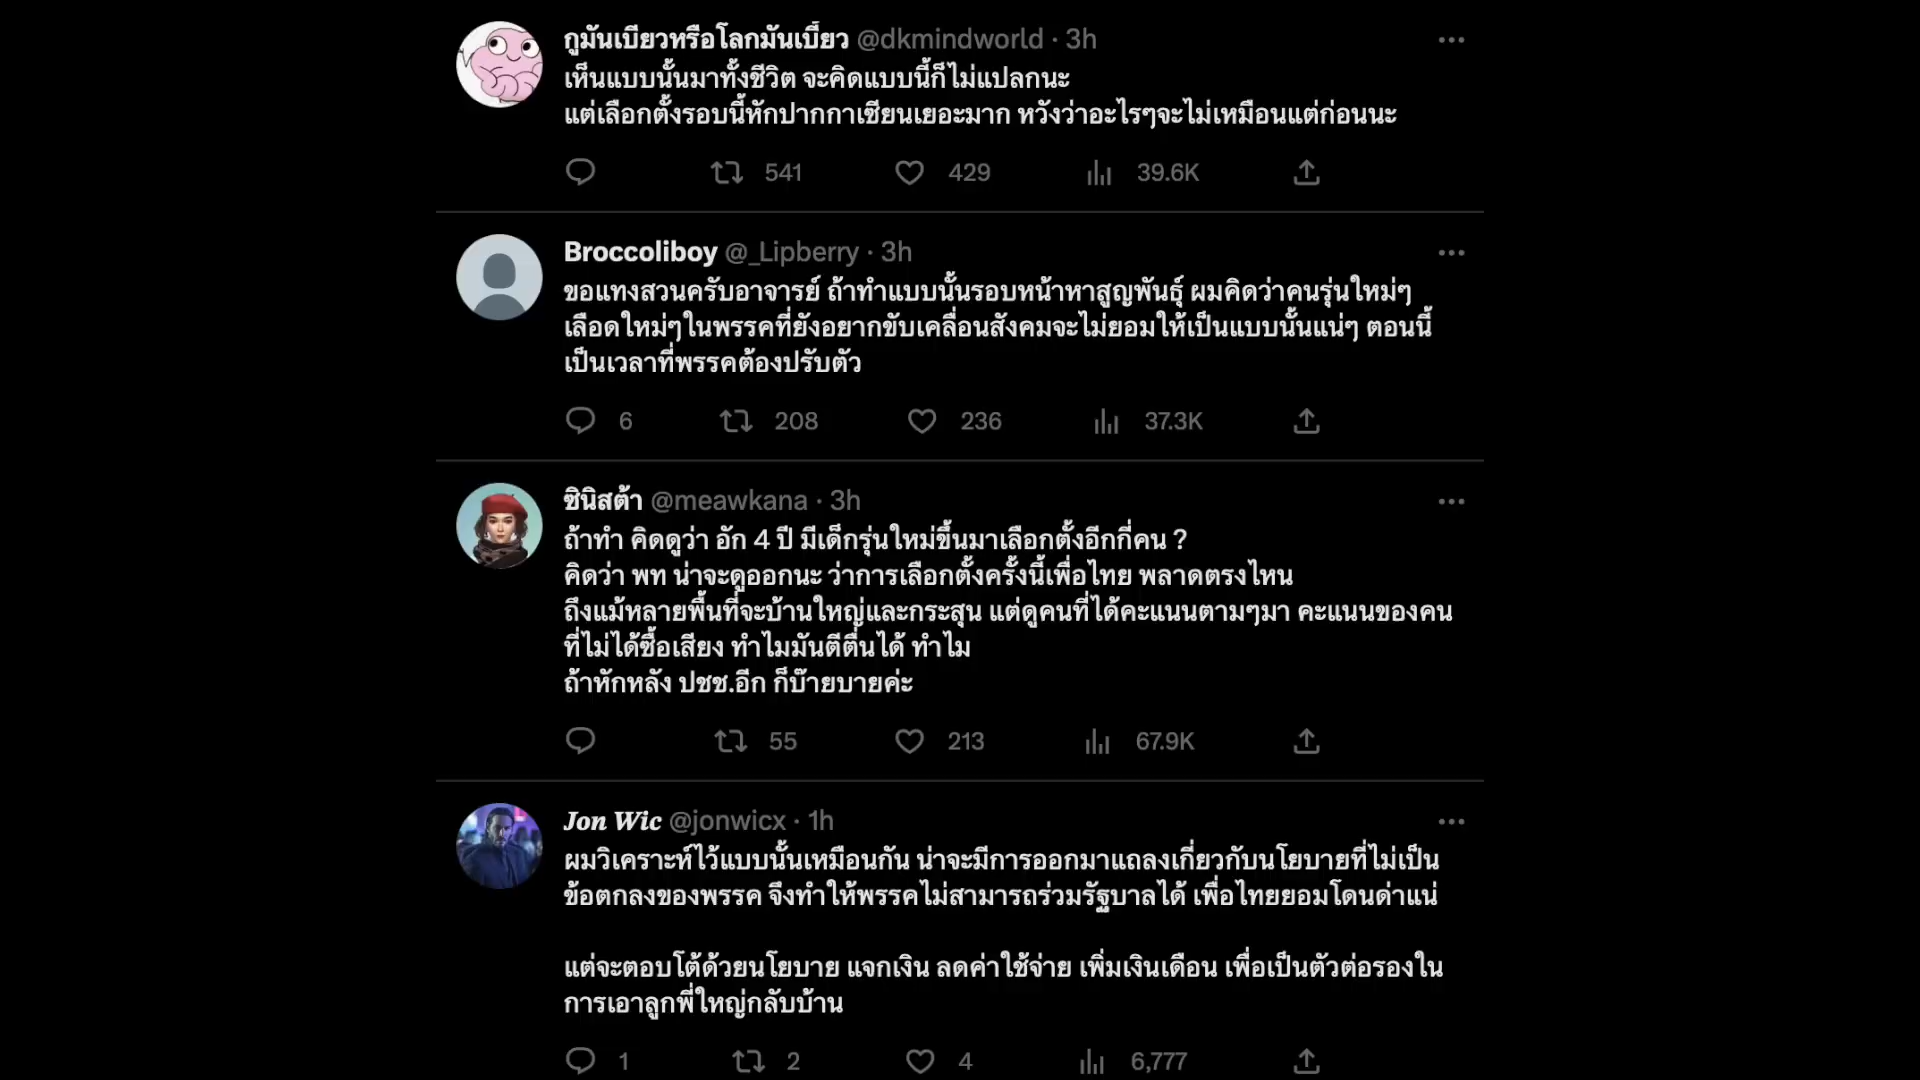 กูมันเบียวหรือโลกมันเบี้ยว @dkmindworld · 3h
เห็นแบบนั้นมาทั้งชีวิต จะคิดแบบนี้ก็ไม่แปลกนะ
แต่เลือกตั้งรอบนี้หักปากกาเซียนเยอะมาก หวังว่าอะไรๆจะไม่เหมือนแต่ก่อนนะ
541 429 39.6K
Broccoliboy @_Lipberry · 3h
ขอแทงสวนครับอาจารย์ ถ้าทำแบบนั้นรอบหน้าหาสูญพันธุ์ ผมคิดว่าคนรุ่นใหม่ๆ
เลือดใหม่ๆในพรรคที่ยังอยากขับเคลื่อนสังคมจะไม่ยอมให้เป็นแบบนั้นแน่ๆ ตอนนี้
เป็นเวลาที่พรรคต้องปรับตัว
6 208 236 37.3K
ซินิสต้า @meawkana · 3h
ถ้าทำ คิดดูว่า อัก 4 ปี มีเด็กรุ่นใหม่ขึ้นมาเลือกตั้งอีกกี่คน ?
คิดว่า พท น่าจะดูออกนะ ว่าการเลือกตั้งครั้งนี้เพื่อไทย พลาดตรงไหน
ถึงแม้หลายพื้นที่จะบ้านใหญ่และกระสุน แต่ดูคนที่ได้คะแนนตามๆมา คะแนนของคน
ที่ไม่ได้ซื้อเสียง ทำไมมันตีตื่นได้ ทำไม
ถ้าหักหลัง ปชช.อีก ก็บ๊ายบายค่ะ
55 213 67.9K
Jon Wic @jonwicx · 1h
ผมวิเคราะห์ไว้แบบนั้นเหมือนกัน น่าจะมีการออกมาแถลงเกี่ยวกับนโยบายที่ไม่เป็น
ข้อตกลงของพรรค จึงทำให้พรรคไม่สามารถร่วมรัฐบาลได้ เพื่อไทยยอมโดนด่าแน่
แต่จะตอบโต้ด้วยนโยบาย แจกเงิน ลดค่าใช้จ่าย เพิ่มเงินเดือน เพื่อเป็นตัวต่อรองใน
การเอาลูกพี่ใหญ่กลับบ้าน
1 2 4 6,777